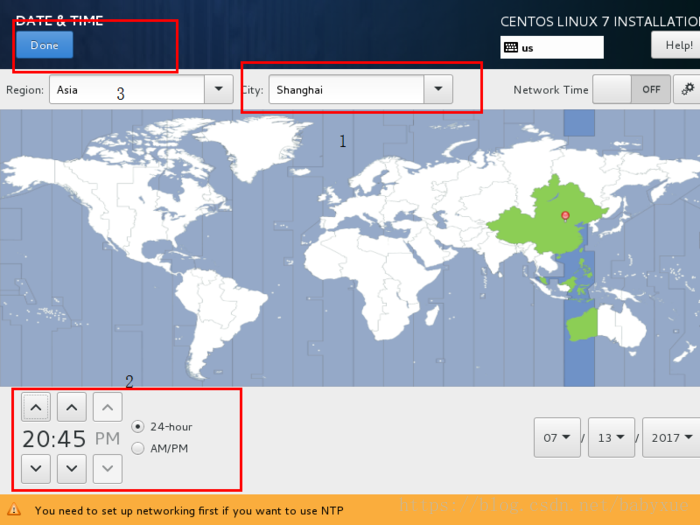 DATE & TIME
CENTOS LINUX 7 INSTALLATIO
Done
us
Help!
Region: Asia
3
City: Shanghai
Network Time OFF
1
2
20:45 PM
24-hour
AM/PM
07 / 13 / 2017
You need to set up networking first if you want to use NTP